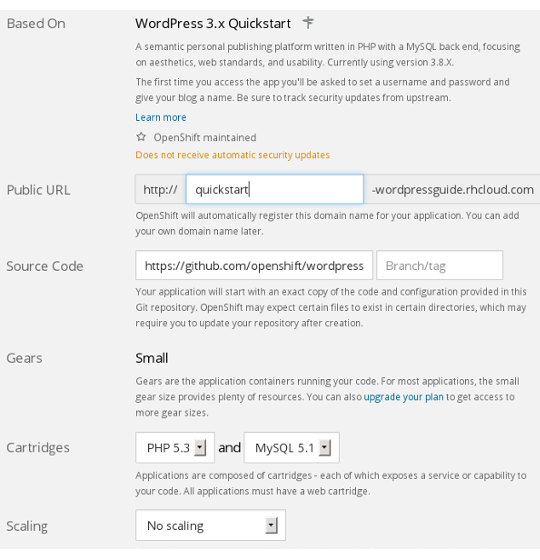 Based On
WordPress 3.x Quickstart
A semantic personal publishing platform written in PHP with a MySQL back end, focusing
on aesthetics, web standards, and usability. Currently using version 3.8.X.
The first time you access the app you'll be asked to set a username and password and
give your blog a name. Be sure to track security updates from upstream.
Learn more
OpenShift maintained
Does not receive automatic security updates
Public URL
http:// quickstart -wordpressguide.rhcloud.com
OpenShift will automatically register this domain name for your application. You can add
your own domain name later.
Source Code
https://github.com/openshift/wordpress Branch/tag
Your application will start with an exact copy of the code and configuration provided in this
Git repository. OpenShift may expect certain files to exist in certain directories, which may
require you to update your repository after creation.
Gears
Small
Gears are the application containers running your code. For most applications, the small
gear size provides plenty of resources. You can also upgrade your plan to get access to
more gear sizes.
Cartridges
PHP 5.3 and MySQL 5.1
Applications are composed of cartridges - each of which exposes a service or capability to
your code. All applications must have a web cartridge.
Scaling
No scaling